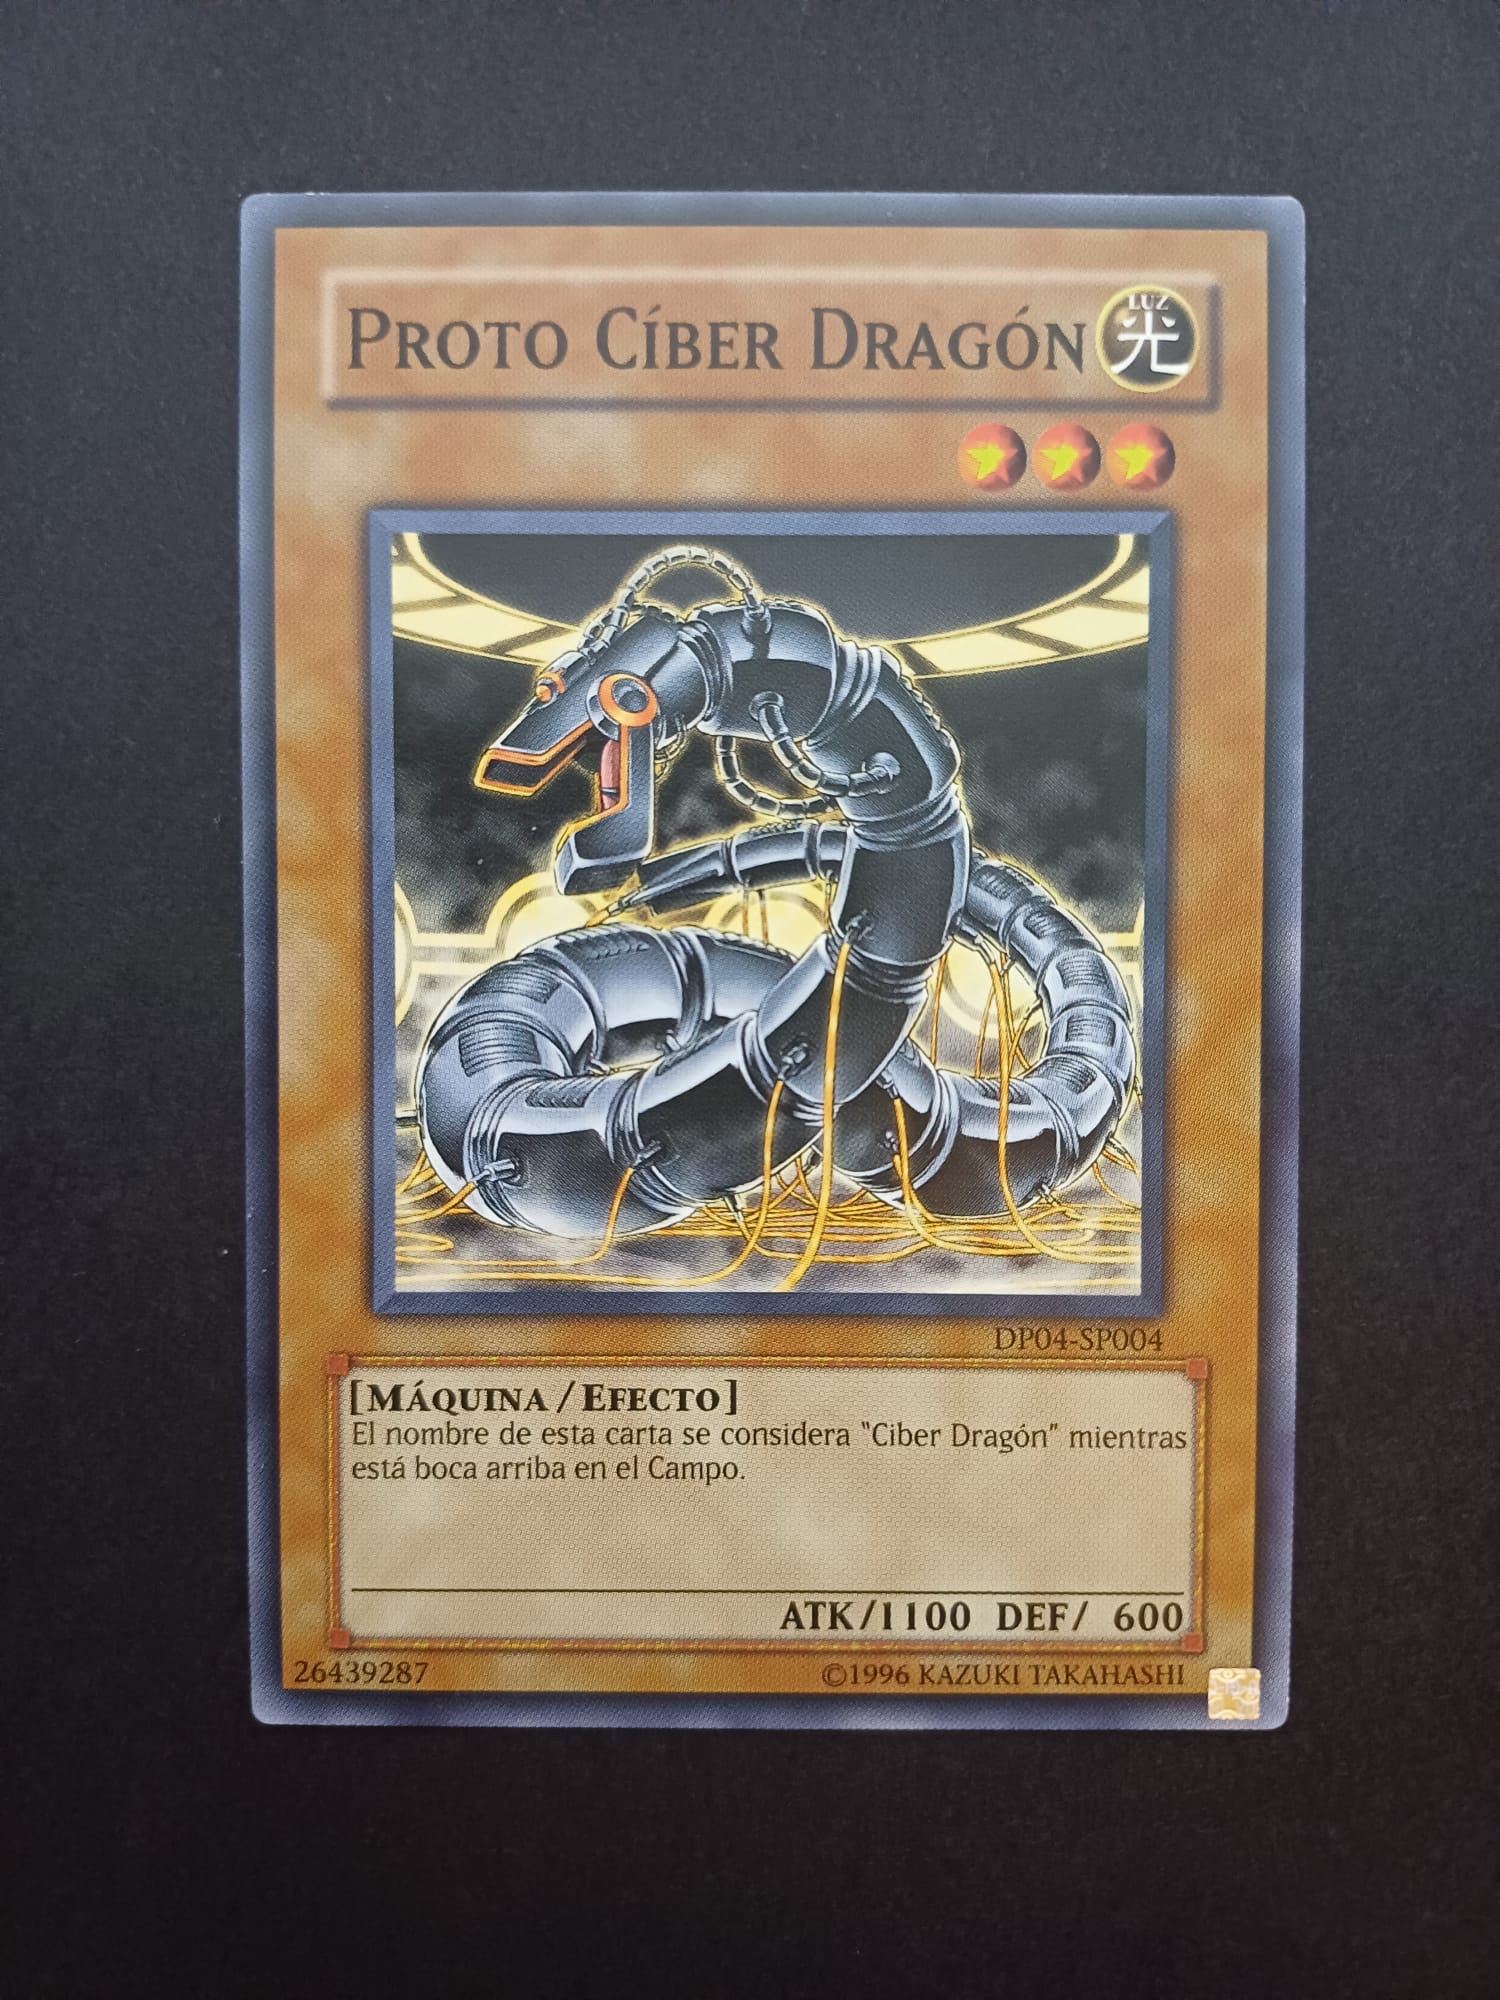 PROTO CÍBER DRAGÓN
LUZ
光
DP04-SP004
[MÁQUINA / EFECTO]
El nombre de esta carta se considera "Ciber Dragón" mientras
está boca arriba en el Campo.
ATK/1100 DEF/ 600
26439287
©1996 KAZUKI TAKAHASHI